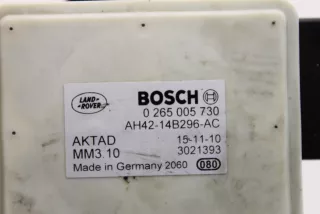 LAND-
ROVER
BOSCH
0 265 005 730
AH42-14B296-AC
AKTAD 15-11-10
MM3.10 3021393
Made in Germany 2060 080